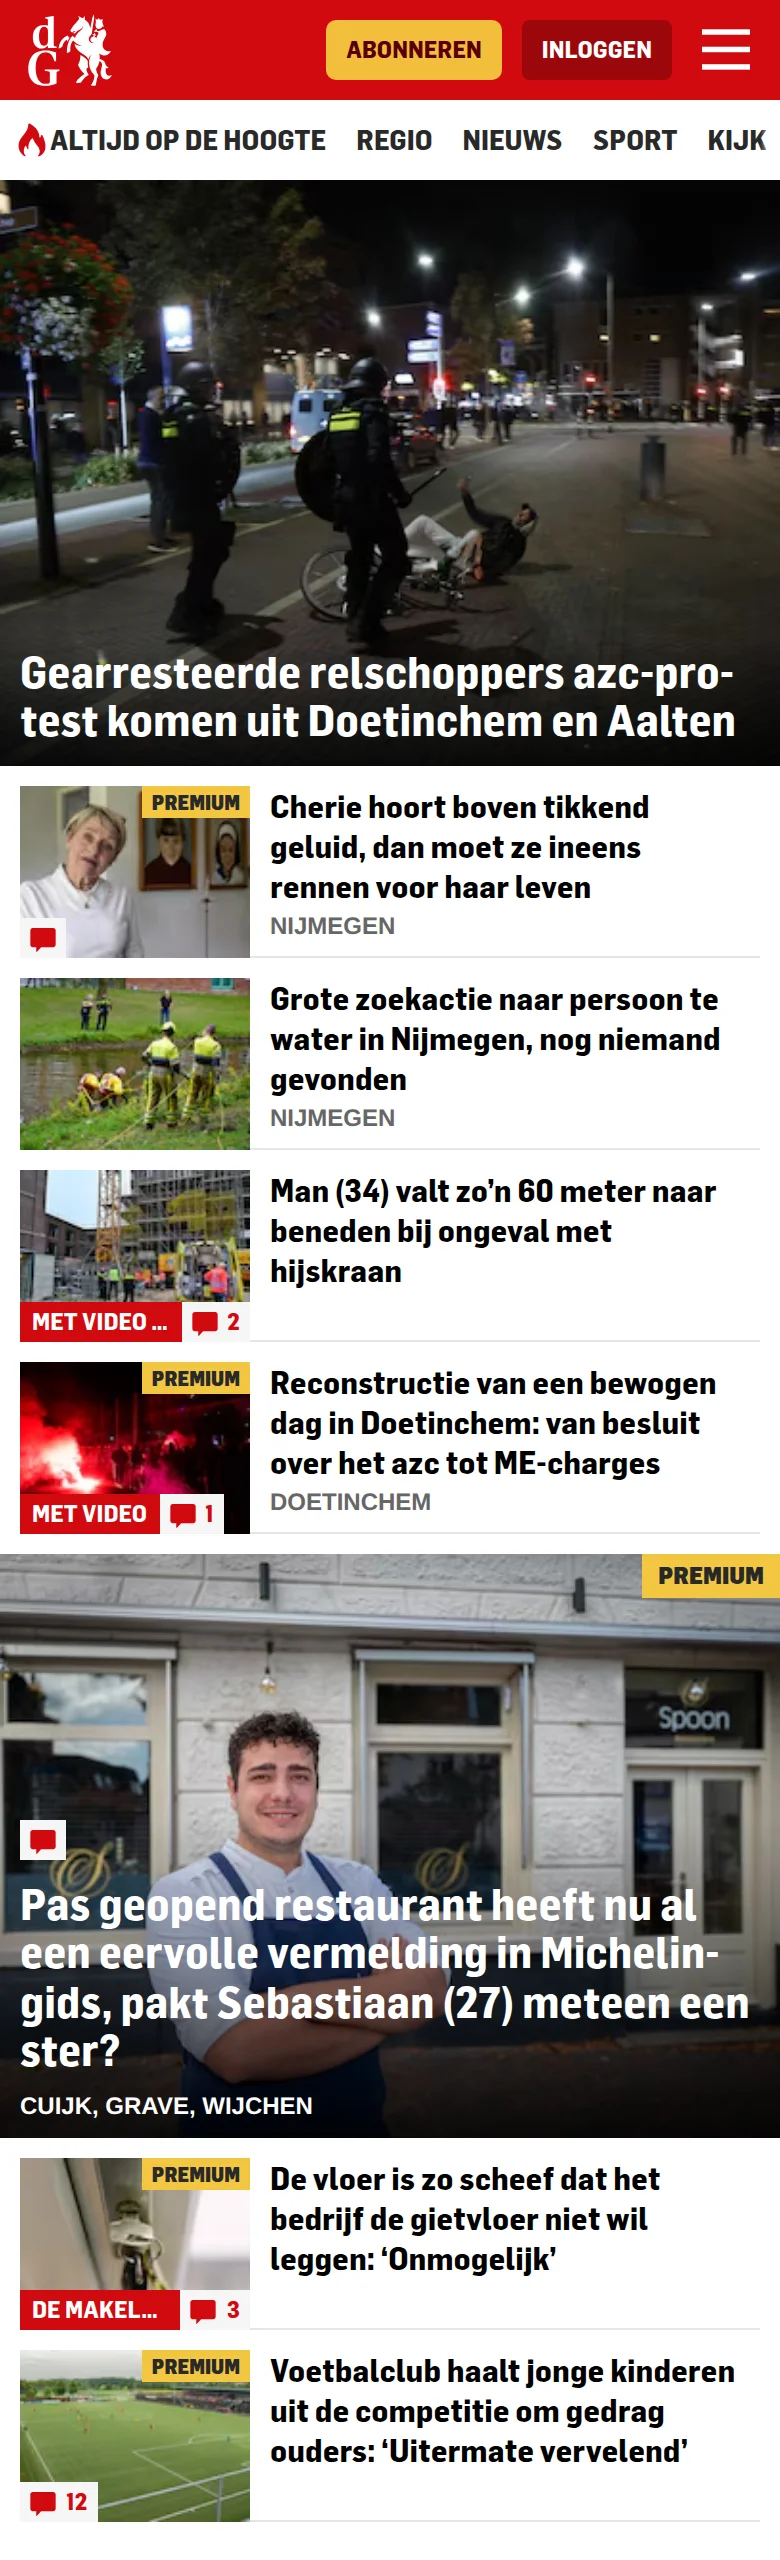 dG
ABONNEREN
INLOGGEN
ALTIJD OP DE HOOGTE
REGIO
NIEUWS
SPORT
KIJK
Gearresteerde relschoppers azc-pro-
test komen uit Doetinchem en Aalten
PREMIUM
Cherie hoort boven tikkend
geluid, dan moet ze ineens
rennen voor haar leven
NIJMEGEN
Grote zoekactie naar persoon te
water in Nijmegen, nog niemand
gevonden
NIJMEGEN
Man (34) valt zo’n 60 meter naar
beneden bij ongeval met
hijskraan
MET VIDEO ...
2
PREMIUM
Reconstructie van een bewogen
dag in Doetinchem: van besluit
over het azc tot ME-charges
DOETINCHEM
MET VIDEO
1
PREMIUM
Spoon
Pas geopend restaurant heeft nu al
een eervolle vermelding in Michelin-
gids, pakt Sebastiaan (27) meteen een
ster?
CUIJK, GRAVE, WIJCHEN
PREMIUM
De vloer is zo scheef dat het
bedrijf de gietvloer niet wil
leggen: ‘Onmogelijk’
DE MAKEL...
3
PREMIUM
Voetbalclub haalt jonge kinderen
uit de competitie om gedrag
ouders: ‘Uitermate vervelend’
12